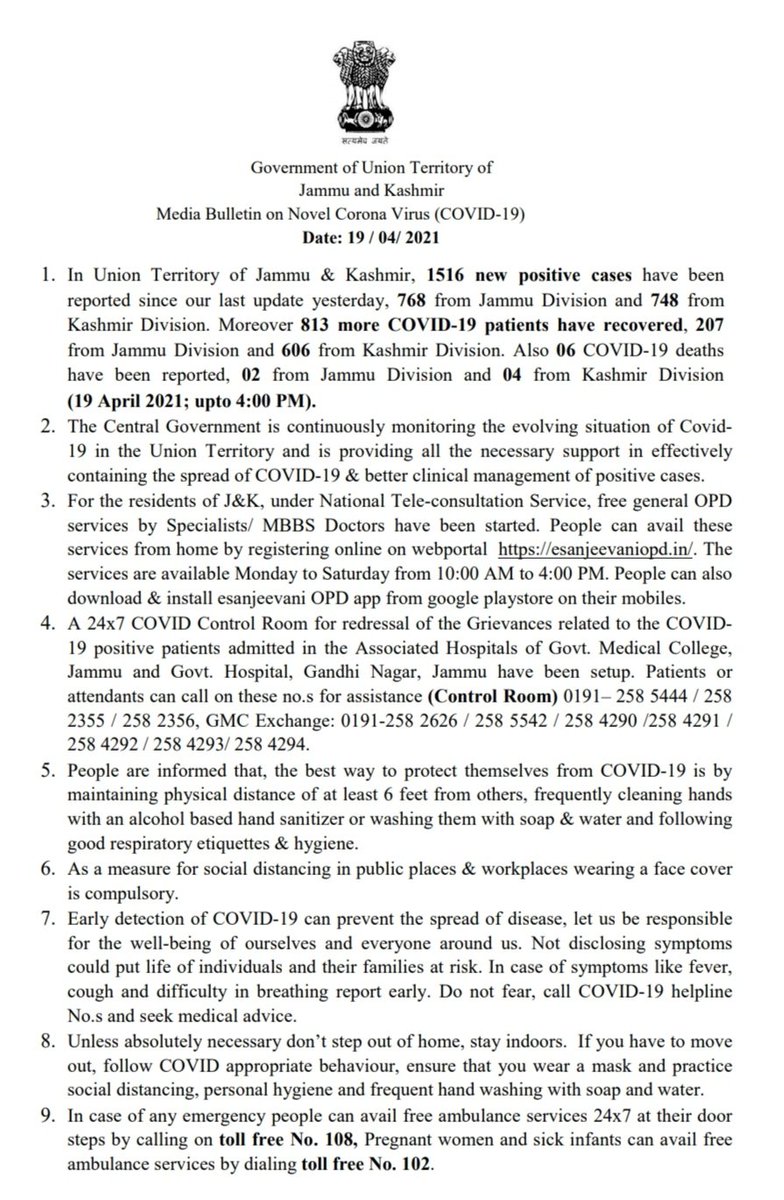 सत्यमेव जयते
Government of Union Territory of
Jammu and Kashmir
Media Bulletin on Novel Corona Virus (COVID-19)
Date: 19 / 04/ 2021
1. In Union Territory of Jammu & Kashmir, 1516 new positive cases have been
reported since our last update yesterday, 768 from Jammu Division and 748 from
Kashmir Division. Moreover 813 more COVID-19 patients have recovered, 207
from Jammu Division and 606 from Kashmir Division. Also 06 COVID-19 deaths
have been reported, 02 from Jammu Division and 04 from Kashmir Division
(19 April 2021; upto 4:00 PM).
2. The Central Government is continuously monitoring the evolving situation of Covid-
19 in the Union Territory and is providing all the necessary support in effectively
containing the spread of COVID-19 & better clinical management of positive cases.
3. For the residents of J&K, under National Tele-consultation Service, free general OPD
services by Specialists/ MBBS Doctors have been started. People can avail these
services from home by registering online on webportal https://esanjeevaniopd.in/. The
services are available Monday to Saturday from 10:00 AM to 4:00 PM. People can also
download & install esanjeevani OPD app from google playstore on their mobiles.
4. A 24x7 COVID Control Room for redressal of the Grievances related to the COVID-
19 positive patients admitted in the Associated Hospitals of Govt. Medical College,
Jammu and Govt. Hospital, Gandhi Nagar, Jammu have been setup. Patients or
attendants can call on these no.s for assistance (Control Room) 0191– 258 5444 / 258
2355 / 258 2356, GMC Exchange: 0191-258 2626 / 258 5542 / 258 4290 /258 4291 /
258 4292 / 258 4293/ 258 4294.
5. People are informed that, the best way to protect themselves from COVID-19 is by
maintaining physical distance of at least 6 feet from others, frequently cleaning hands
with an alcohol based hand sanitizer or washing them with soap & water and following
good respiratory etiquettes & hygiene.
6. As a measure for social distancing in public places & workplaces wearing a face cover
is compulsory.
7. Early detection of COVID-19 can prevent the spread of disease, let us be responsible
for the well-being of ourselves and everyone around us. Not disclosing symptoms
could put life of individuals and their families at risk. In case of symptoms like fever,
cough and difficulty in breathing report early. Do not fear, call COVID-19 helpline
No.s and seek medical advice.
8. Unless absolutely necessary don’t step out of home, stay indoors. If you have to move
out, follow COVID appropriate behaviour, ensure that you wear a mask and practice
social distancing, personal hygiene and frequent hand washing with soap and water.
9. In case of any emergency people can avail free ambulance services 24x7 at their door
steps by calling on toll free No. 108, Pregnant women and sick infants can avail free
ambulance services by dialing toll free No. 102.